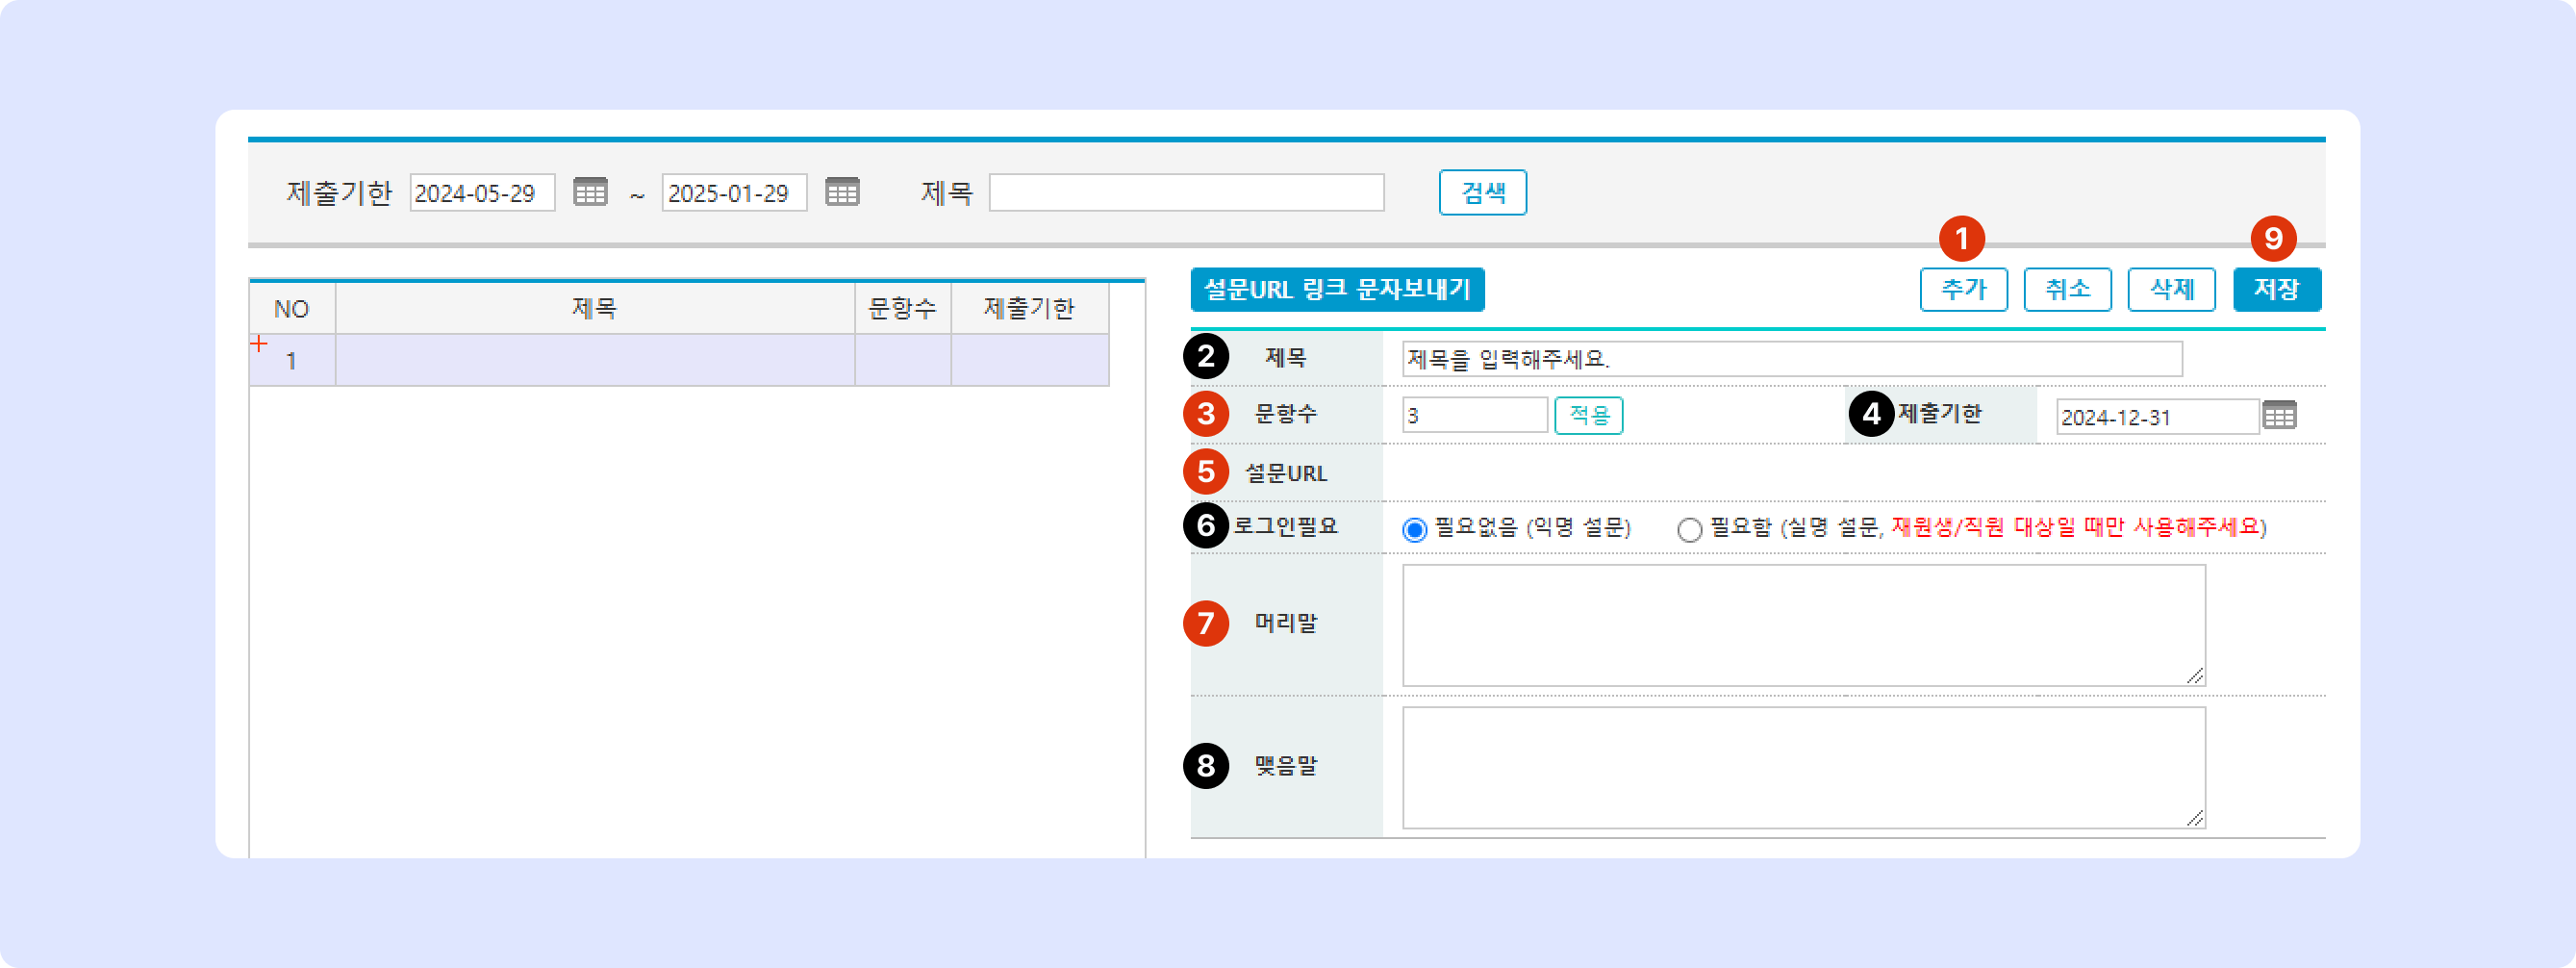 제출기한 2024-05-29 ~ 2025-01-29 제목 검색
1 9
설문URL 링크 문자보내기 추가 취소 삭제 저장
NO 제목 문항수 제출기한
1
2 제목 제목을 입력해주세요.
3 문항수 3 적용 4 제출기한 2024-12-31
5 설문URL
6 로그인필요 필요없음 (익명 설문) 필요함 (실명 설문, 재원생/직원 대상일 때만 사용해주세요)
7 머리말
8 맺음말